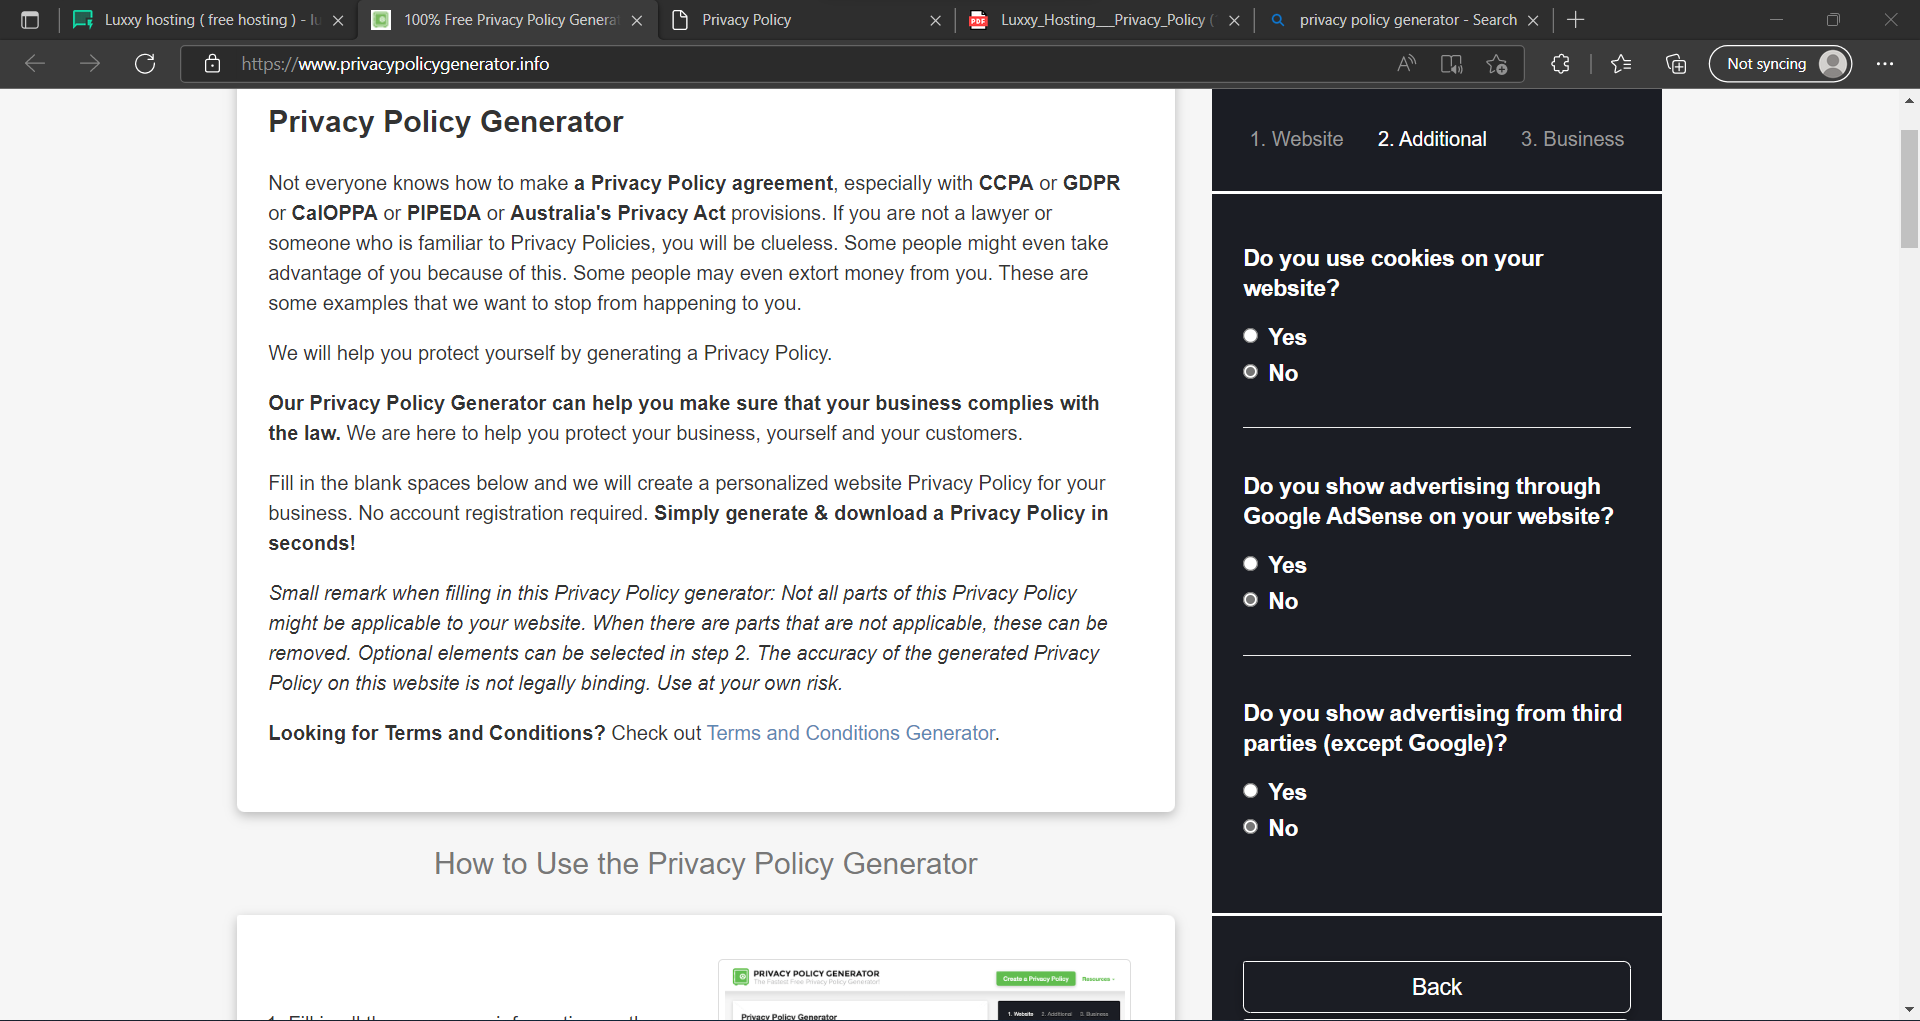 Luxxy hosting ( free hosting ) - lu
100% Free Privacy Policy Genera
Privacy Policy
Luxxy_Hosting__Privacy_Policy (
privacy policy generator - Search
https://www.privacypolicygenerator.info
Not syncing
Privacy Policy Generator
Not everyone knows how to make a Privacy Policy agreement, especially with CCPA or GDPR
or CalOPPA or PIPEDA or Australia's Privacy Act provisions. If you are not a lawyer or
someone who is familiar to Privacy Policies, you will be clueless. Some people might even take
advantage of you because of this. Some people may even extort money from you. These are
some examples that we want to stop from happening to you.
We will help you protect yourself by generating a Privacy Policy.
Our Privacy Policy Generator can help you make sure that your business complies with
the law. We are here to help you protect your business, yourself and your customers.
Fill in the blank spaces below and we will create a personalized website Privacy Policy for your
business. No account registration required. Simply generate & download a Privacy Policy in
seconds!
Small remark when filling in this Privacy Policy generator: Not all parts of this Privacy Policy
might be applicable to your website. When there are parts that are not applicable, these can be
removed. Optional elements can be selected in step 2. The accuracy of the generated Privacy
Policy on this website is not legally binding. Use at your own risk.
Looking for Terms and Conditions? Check out Terms and Conditions Generator.
How to Use the Privacy Policy Generator
PRIVACY POLICY GENERATOR
The Fastest Free Privacy Policy Generator!
Create a Privacy Policy
Resources
Privacy Policy Generator
1. Website 2. Additional 3. Business
1. Website 2. Additional 3. Business
Do you use cookies on your
website?
Yes
No
Do you show advertising through
Google AdSense on your website?
Yes
No
Do you show advertising from third
parties (except Google)?
Yes
No
Back